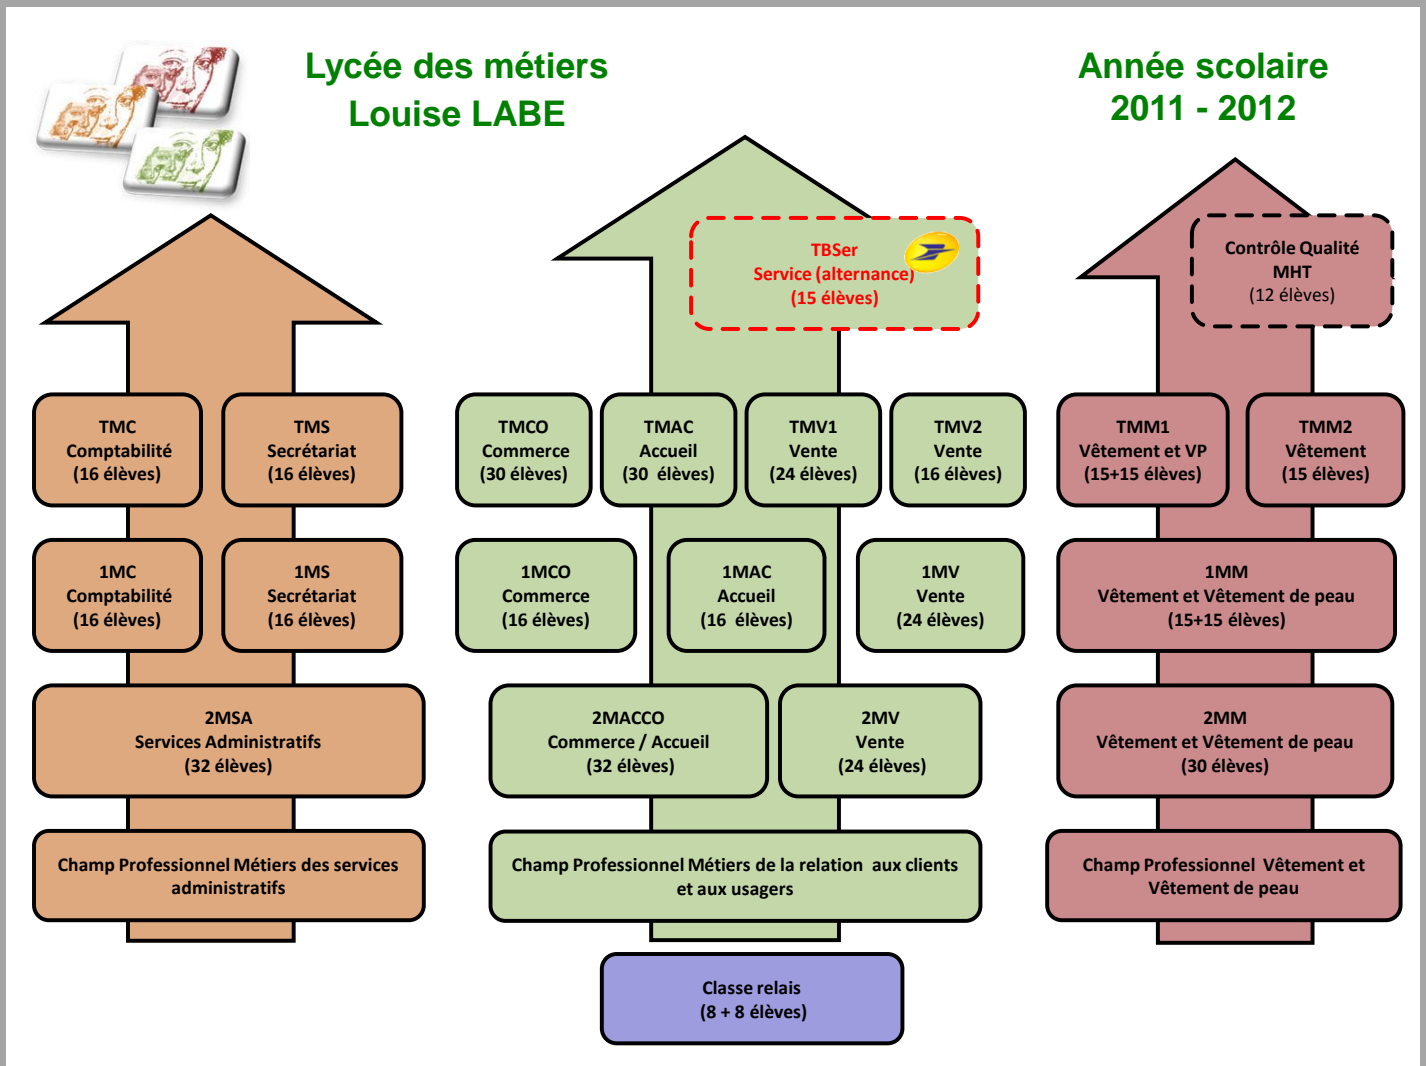 Lycée des métiers
Louise LABE
Année scolaire
2011 - 2012
TBSer
Service (alternance)
(15 élèves)
Contrôle Qualité
MHT
(12 élèves)
TMC
Comptabilité
(16 élèves)
TMS
Secrétariat
(16 élèves)
TMCO
Commerce
(30 élèves)
TMAC
Accueil
(30 élèves)
TMV1
Vente
(24 élèves)
TMV2
Vente
(16 élèves)
TMM1
Vêtement et VP
(15+15 élèves)
TMM2
Vêtement
(15 élèves)
1MC
Comptabilité
(16 élèves)
1MS
Secrétariat
(16 élèves)
1MCO
Commerce
(16 élèves)
1MAC
Accueil
(16 élèves)
1MV
Vente
(24 élèves)
1MM
Vêtement et Vêtement de peau
(15+15 élèves)
2MSA
Services Administratifs
(32 élèves)
2MACCO
Commerce / Accueil
(32 élèves)
2MV
Vente
(24 élèves)
2MM
Vêtement et Vêtement de peau
(30 élèves)
Champ Professionnel Métiers des services
administratifs
Champ Professionnel Métiers de la relation aux clients
et aux usagers
Champ Professionnel Vêtement et
Vêtement de peau
Classe relais
(8 + 8 élèves)